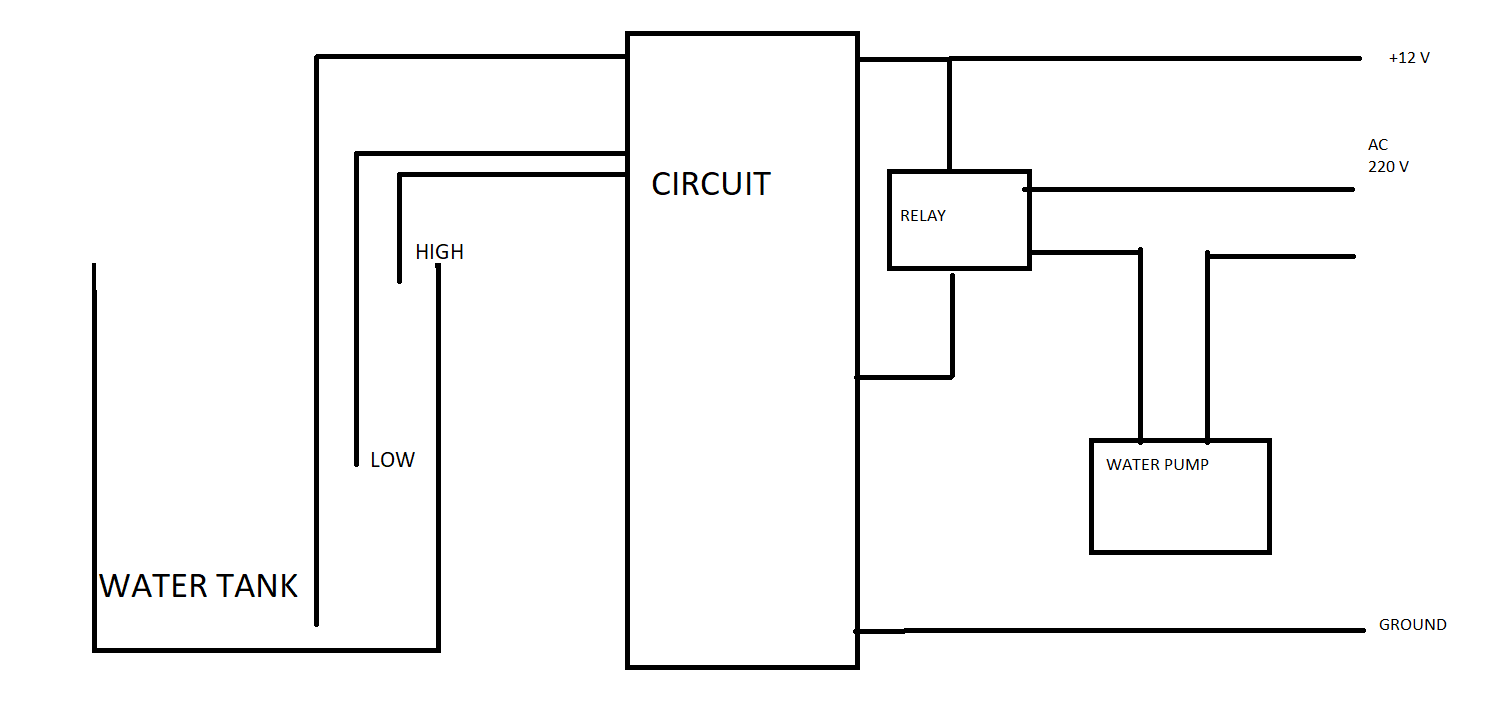 +12 V
AC
220 V
CIRCUIT
RELAY
HIGH
LOW
WATER PUMP
WATER TANK
GROUND